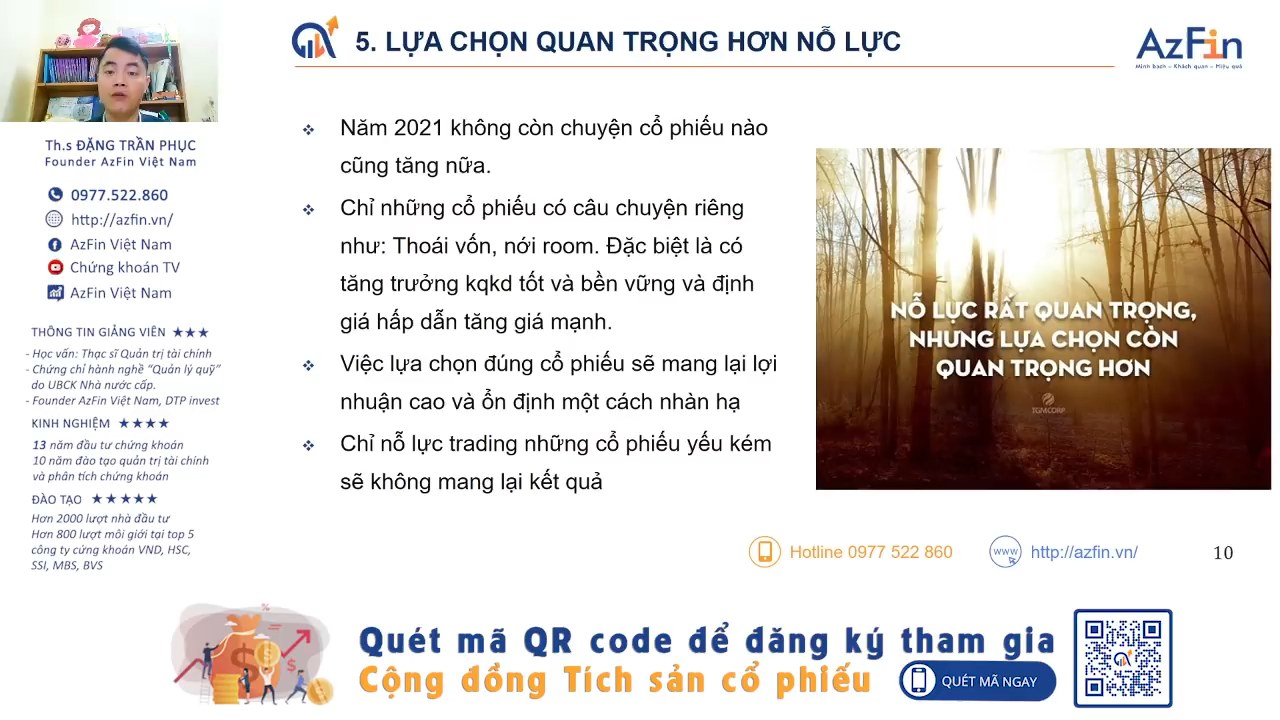 5. LỰA CHỌN QUAN TRỌNG HƠN NỖ LỰC
AzFin
Minh bạch – Khách quan – Hiệu quả
Th.s ĐẶNG TRẦN PHỤC
Founder AzFin Việt Nam
0977.522.860
http://azfin.vn/
AzFin Việt Nam
Chứng khoán TV
AzFin Việt Nam
THÔNG TIN GIẢNG VIÊN ★★★
- Học vấn: Thạc sĩ Quản trị tài chính
- Chứng chỉ hành nghề “Quản lý quỹ”
do UBCK Nhà nước cấp.
- Founder AzFin Việt Nam, DTP invest
KINH NGHIỆM ★★★★
13 năm đầu tư chứng khoán
10 năm đào tạo quản trị tài chính
và phân tích chứng khoán
ĐÀO TẠO ★★★★★
Hơn 2000 lượt nhà đầu tư
Hơn 800 lượt môi giới tại top 5
công ty cứng khoán VND, HSC,
SSI, MBS, BVS
❖ Năm 2021 không còn chuyện cổ phiếu nào
cũng tăng nữa.
❖ Chỉ những cổ phiếu có câu chuyện riêng
như: Thoái vốn, nới room. Đặc biệt là có
tăng trưởng kqkd tốt và bền vững và định
giá hấp dẫn tăng giá mạnh.
❖ Việc lựa chọn đúng cổ phiếu sẽ mang lại lợi
nhuận cao và ổn định một cách nhàn hạ
❖ Chỉ nỗ lực trading những cổ phiếu yếu kém
sẽ không mang lại kết quả
NỖ LỰC RẤT QUAN TRỌNG,
NHƯNG LỰA CHỌN CÒN
QUAN TRỌNG HƠN
TGMCORP
Hotline 0977 522 860
www
http://azfin.vn/
10
Quét mã QR code để đăng ký tham gia
Cộng đồng Tích sản cổ phiếu
QUÉT MÃ NGAY